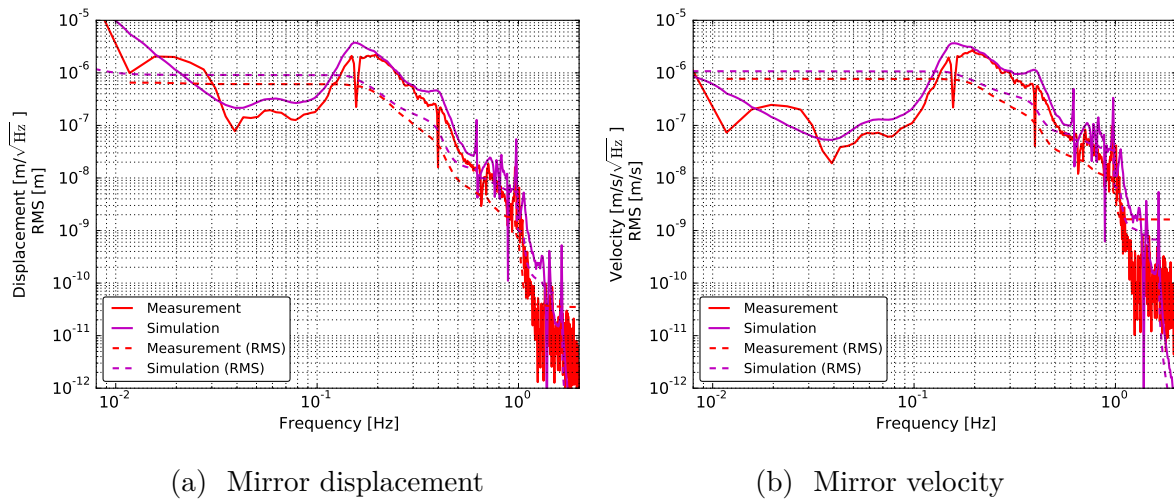 10^-5
10^-6
10^-7
10^-8
10^-9
10^-10
10^-11
10^-12
Displacement [m/√Hz ]
RMS [m]
Measurement
Simulation
Measurement (RMS)
Simulation (RMS)
10^-2 10^-1 10^0
Frequency [Hz]
(a) Mirror displacement
10^-5
10^-6
10^-7
10^-8
10^-9
10^-10
10^-11
10^-12
Velocity [m/s/√Hz ]
RMS [m/s]
Measurement
Simulation
Measurement (RMS)
Simulation (RMS)
10^-2 10^-1 10^0
Frequency [Hz]
(b) Mirror velocity